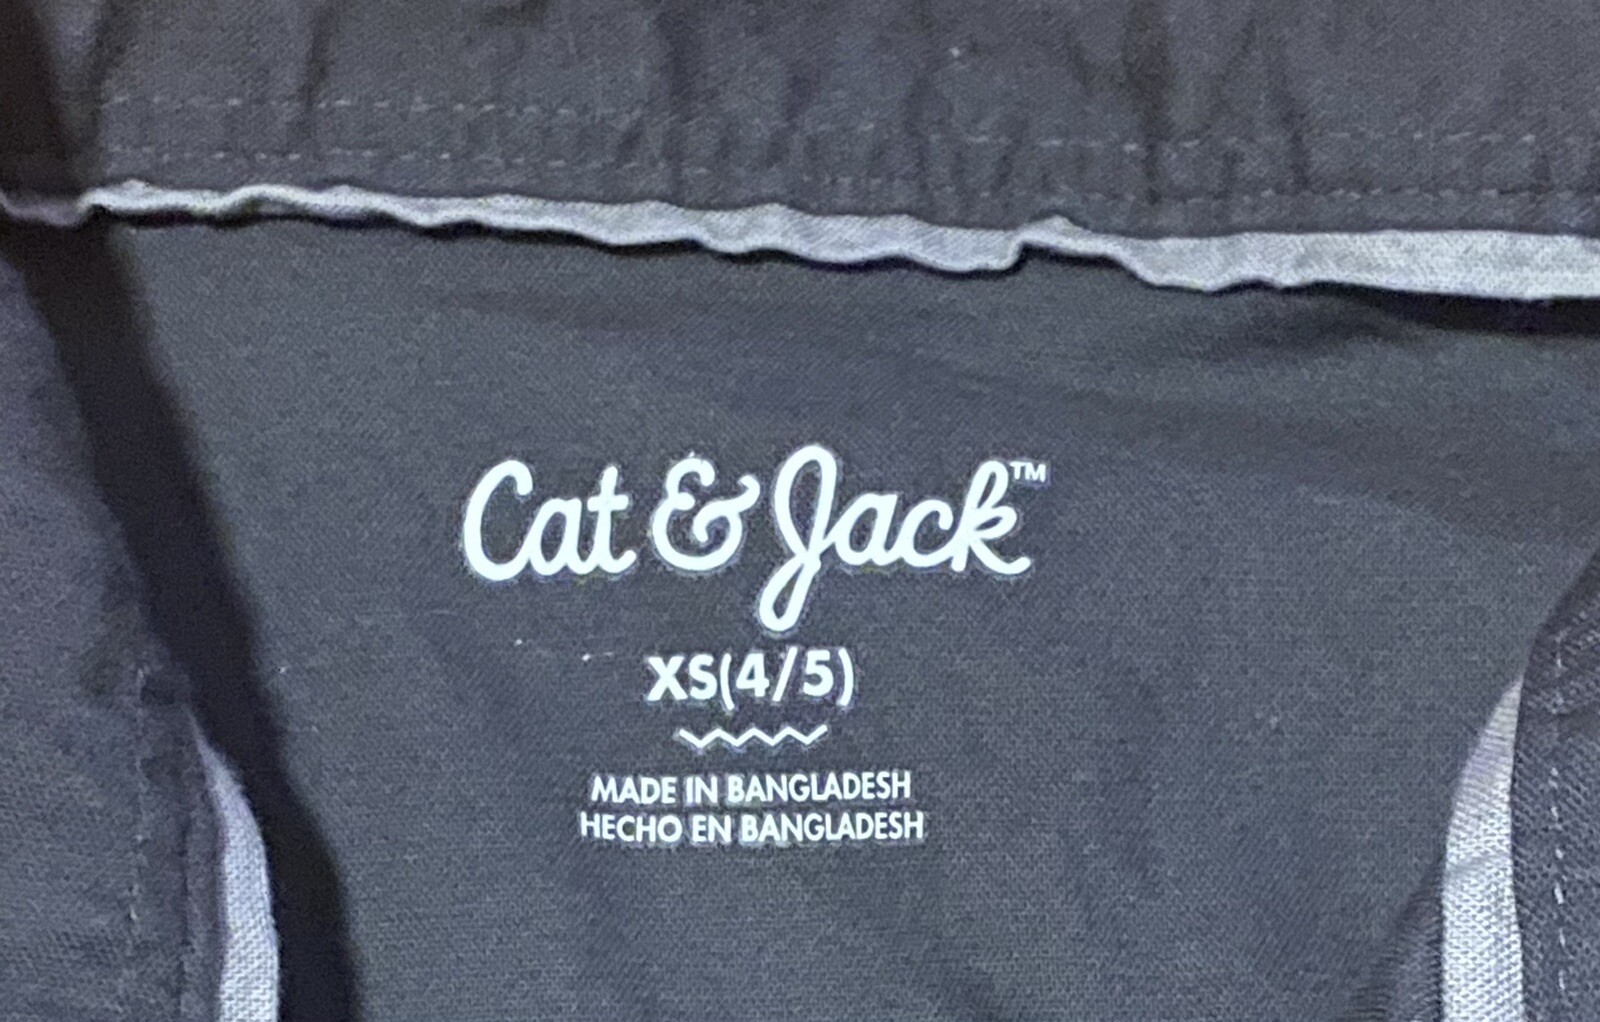 Cat & Jack™
XS(4/5)
MADE IN BANGLADESH
HECHO EN BANGLADESH